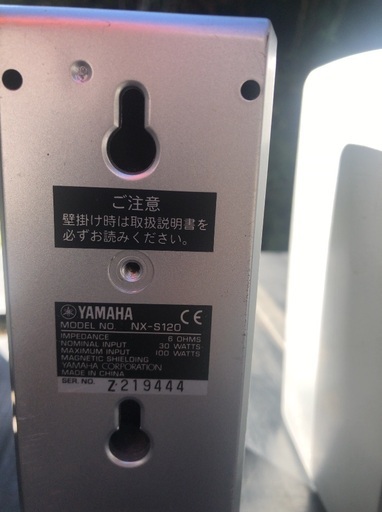 ご注意
壁掛け時は取扱説明書を
必ずお読みください。
YAMAHA CE
MODEL NO. NX-S120
IMPEDANCE 6 OHMS
NOMINAL INPUT 30 WATTS
MAXIMUM INPUT 100 WATTS
MAGNETIC SHIELDING
YAMAHA CORPORATION
MADE IN CHINA
SER. NO. Z219444